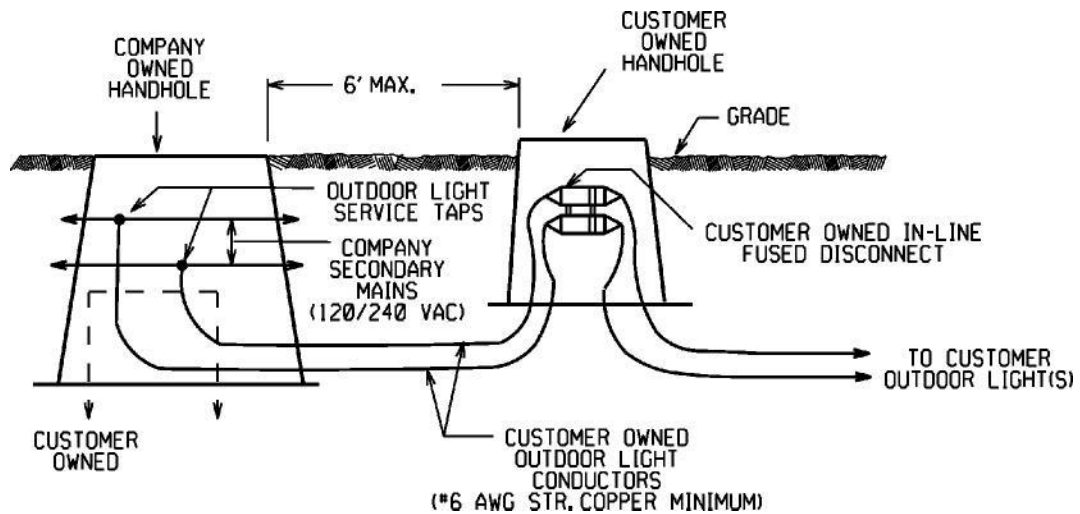 COMPANY
OWNED
HANDHOLE
6' MAX.
CUSTOMER
OWNED
HANDHOLE
GRADE
OUTDOOR LIGHT
SERVICE TAPS
COMPANY
SECONDARY
MAINS
(120/240 VAC)
CUSTOMER OWNED IN-LINE
FUSED DISCONNECT
TO CUSTOMER
OUTDOOR LIGHT(S)
CUSTOMER
OWNED
CUSTOMER OWNED
OUTDOOR LIGHT
CONDUCTORS
(#6 AWG STR. COPPER MINIMUM)